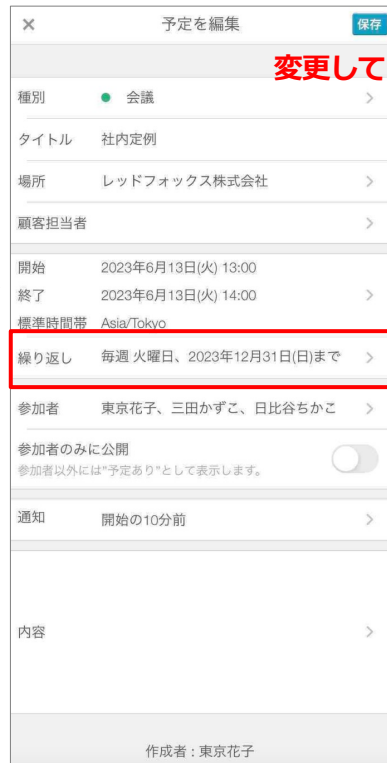 × 予定を編集 保存
変更して
種別 ● 会議
タイトル 社内定例
場所 レッドフォックス株式会社
顧客担当者
開始 2023年6月13日(火) 13:00
終了 2023年6月13日(火) 14:00
標準時間帯 Asia/Tokyo
繰り返し 毎週 火曜日、2023年12月31日(日)まで
参加者 東京花子、三田かずこ、日比谷ちかこ
参加者のみに公開
参加者以外には"予定あり"として表示します。
通知 開始の10分前
内容
作成者 : 東京花子